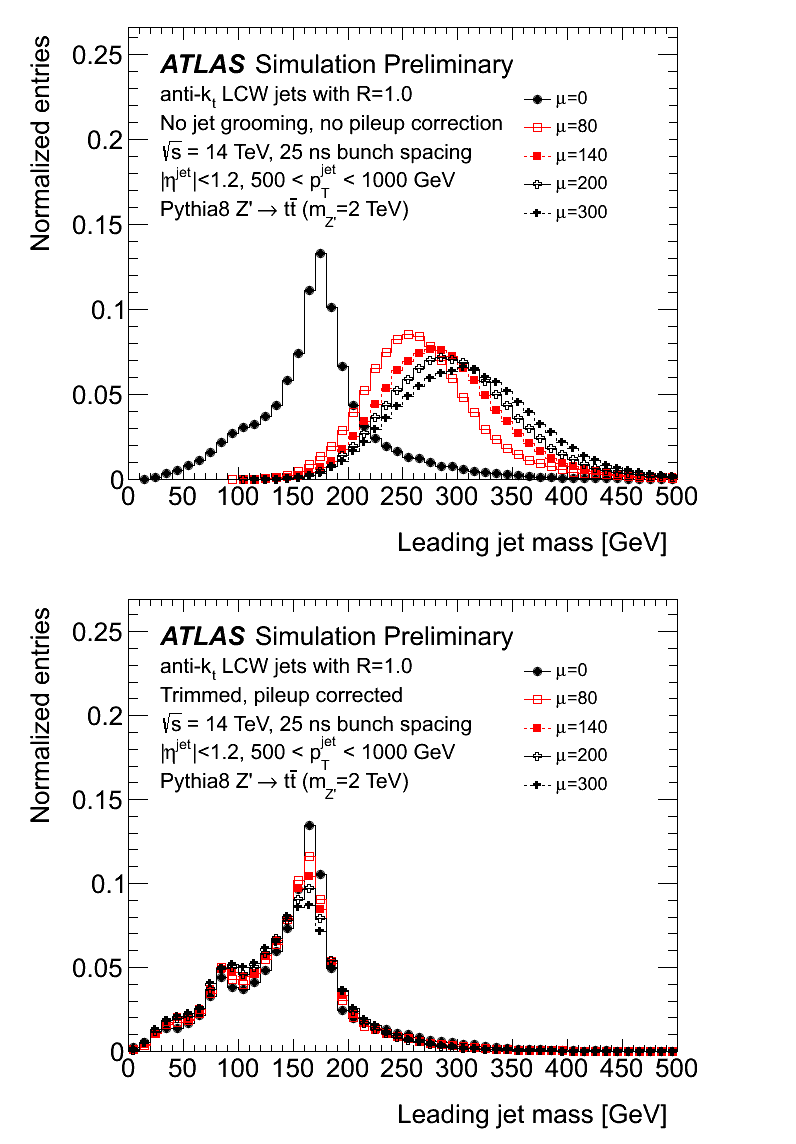 Normalized entries
0.25
0.2
0.15
0.1
0.05
0
ATLAS Simulation Preliminary
anti-kt LCW jets with R=1.0
No jet grooming, no pileup correction
√s = 14 TeV, 25 ns bunch spacing
|ηjet|<1.2, 500 < pTjet < 1000 GeV
Pythia8 Z' → tt̄ (mZ'=2 TeV)
μ=0
μ=80
μ=140
μ=200
μ=300
0 50 100 150 200 250 300 350 400 450 500
Leading jet mass [GeV]
Normalized entries
0.25
0.2
0.15
0.1
0.05
0
ATLAS Simulation Preliminary
anti-kt LCW jets with R=1.0
Trimmed, pileup corrected
√s = 14 TeV, 25 ns bunch spacing
|ηjet|<1.2, 500 < pTjet < 1000 GeV
Pythia8 Z' → tt̄ (mZ'=2 TeV)
μ=0
μ=80
μ=140
μ=200
μ=300
0 50 100 150 200 250 300 350 400 450 500
Leading jet mass [GeV]